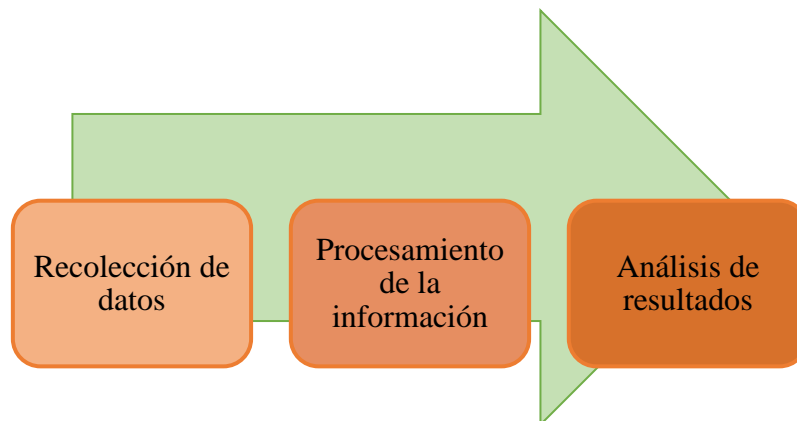 Recolección de
datos
Procesamiento
de la
información
Análisis de
resultados